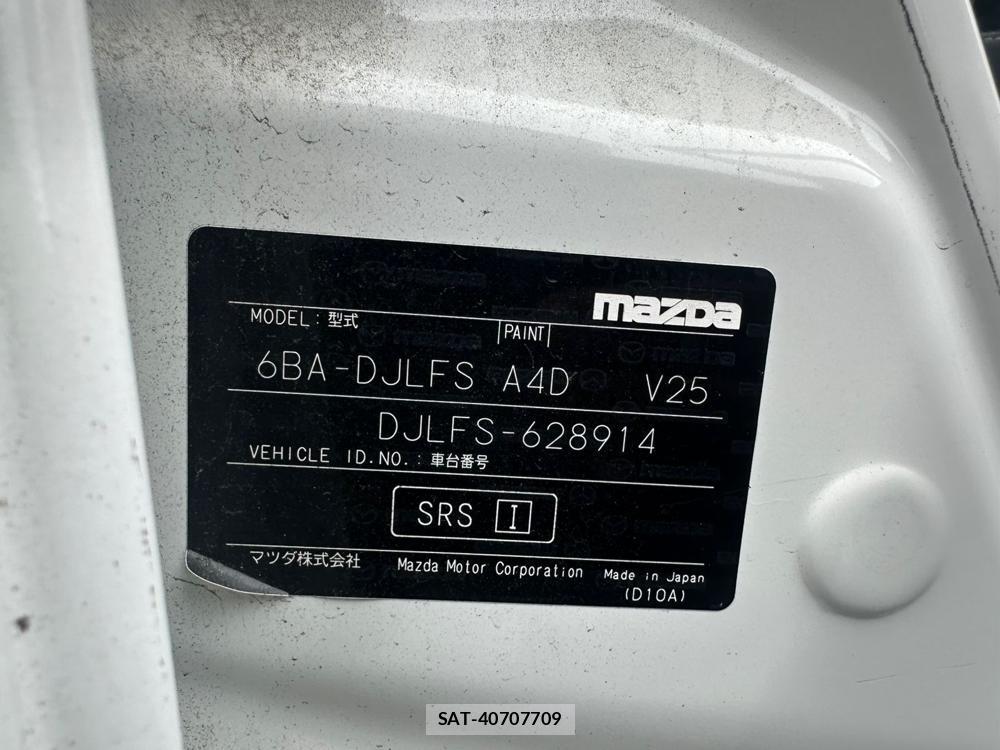 mazda
MODEL : 型式 PAINT
6BA-DJLFS A4D V25
DJLFS-628914
VEHICLE ID.NO. : 車台番号
SRS I
マツダ株式会社 Mazda Motor Corporation Made in Japan
(D10A)
SAT-40707709